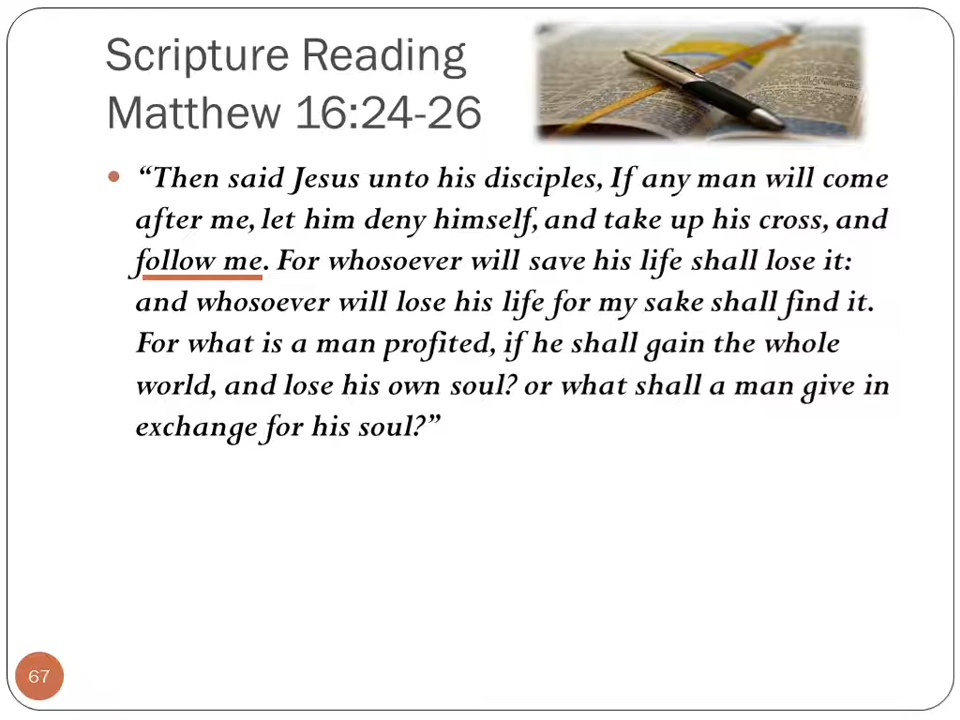 Scripture Reading
Matthew 16:24-26
“Then said Jesus unto his disciples, If any man will come
after me, let him deny himself, and take up his cross, and
follow me. For whosoever will save his life shall lose it:
and whosoever will lose his life for my sake shall find it.
For what is a man profited, if he shall gain the whole
world, and lose his own soul? or what shall a man give in
exchange for his soul?”
67